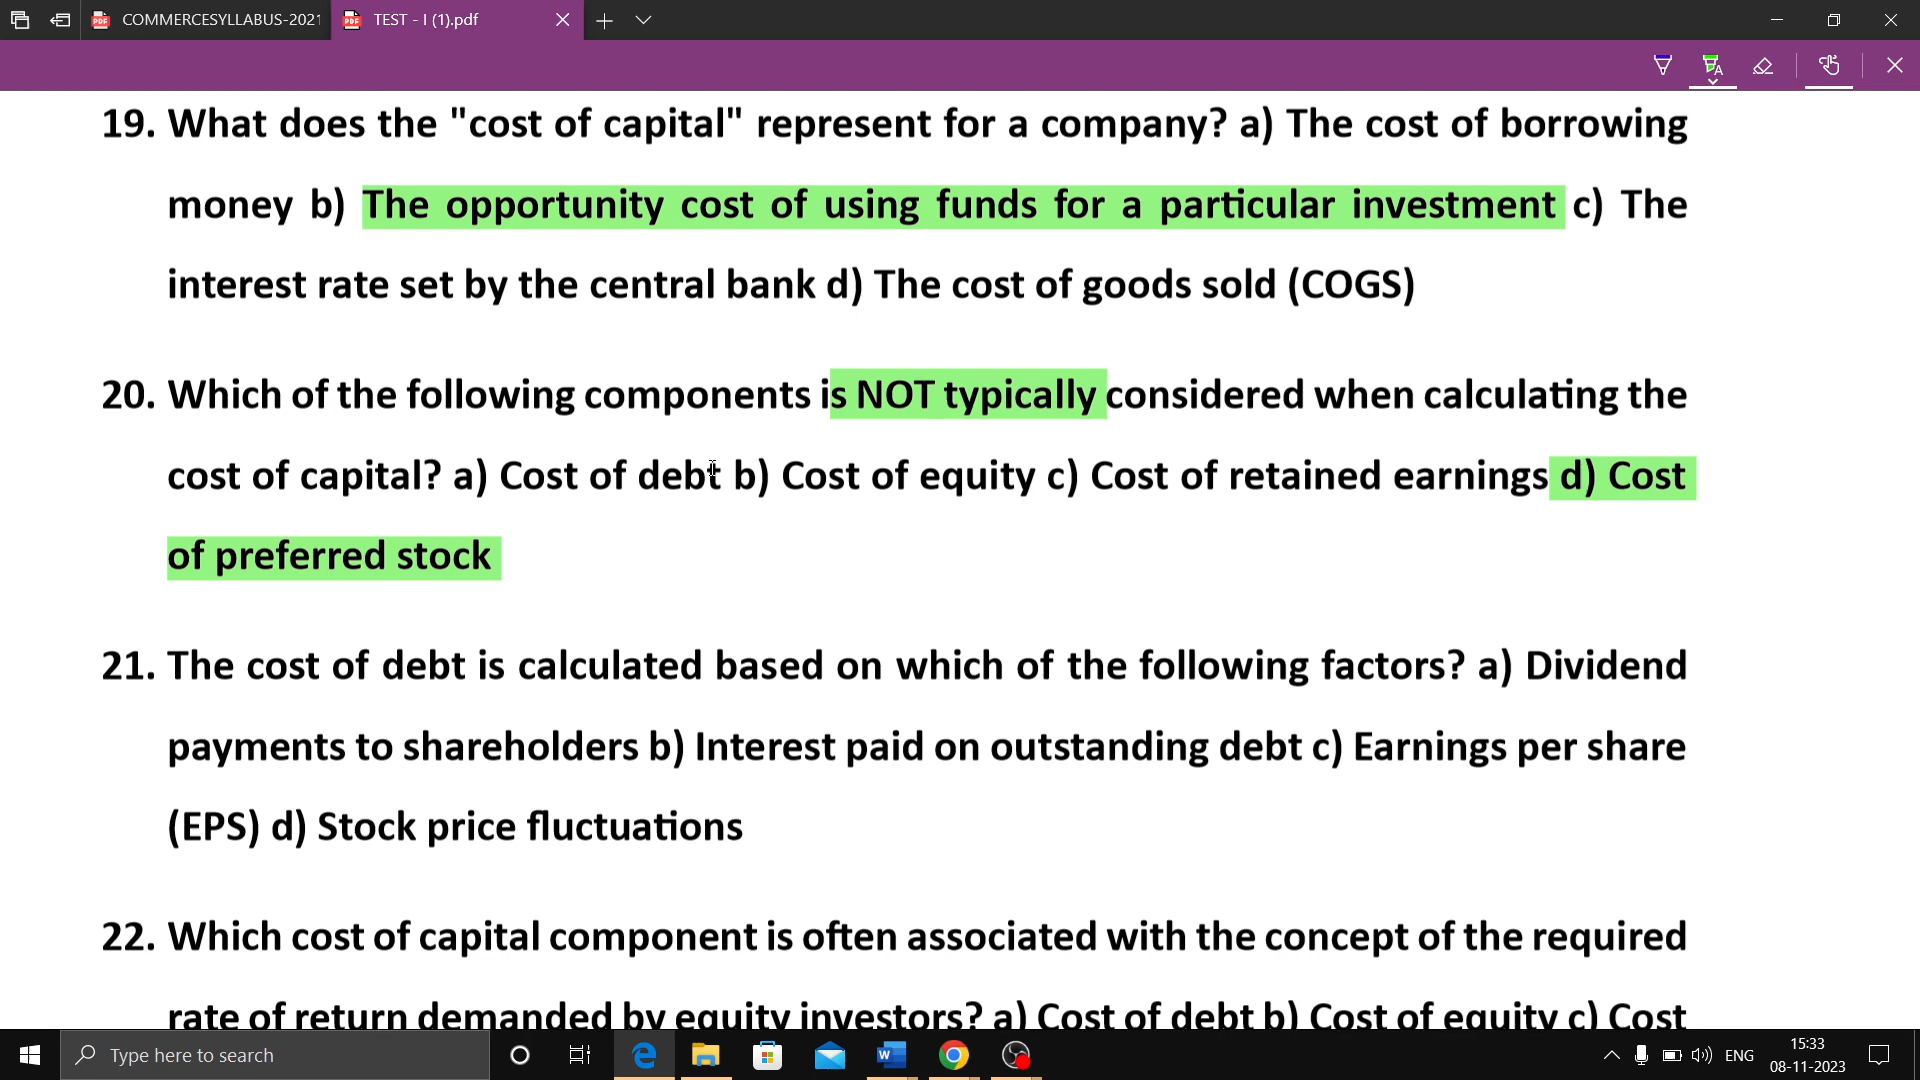 COMMERCESYLLABUS-2021
TEST - I (1).pdf
19. What does the "cost of capital" represent for a company? a) The cost of borrowing
money b) The opportunity cost of using funds for a particular investment c) The
interest rate set by the central bank d) The cost of goods sold (COGS)
20. Which of the following components is NOT typically considered when calculating the
cost of capital? a) Cost of debt b) Cost of equity c) Cost of retained earnings d) Cost
of preferred stock
21. The cost of debt is calculated based on which of the following factors? a) Dividend
payments to shareholders b) Interest paid on outstanding debt c) Earnings per share
(EPS) d) Stock price fluctuations
22. Which cost of capital component is often associated with the concept of the required
rate of return demanded by equity investors? a) Cost of debt b) Cost of equity c) Cost
Type here to search
ENG
15:33
08-11-2023